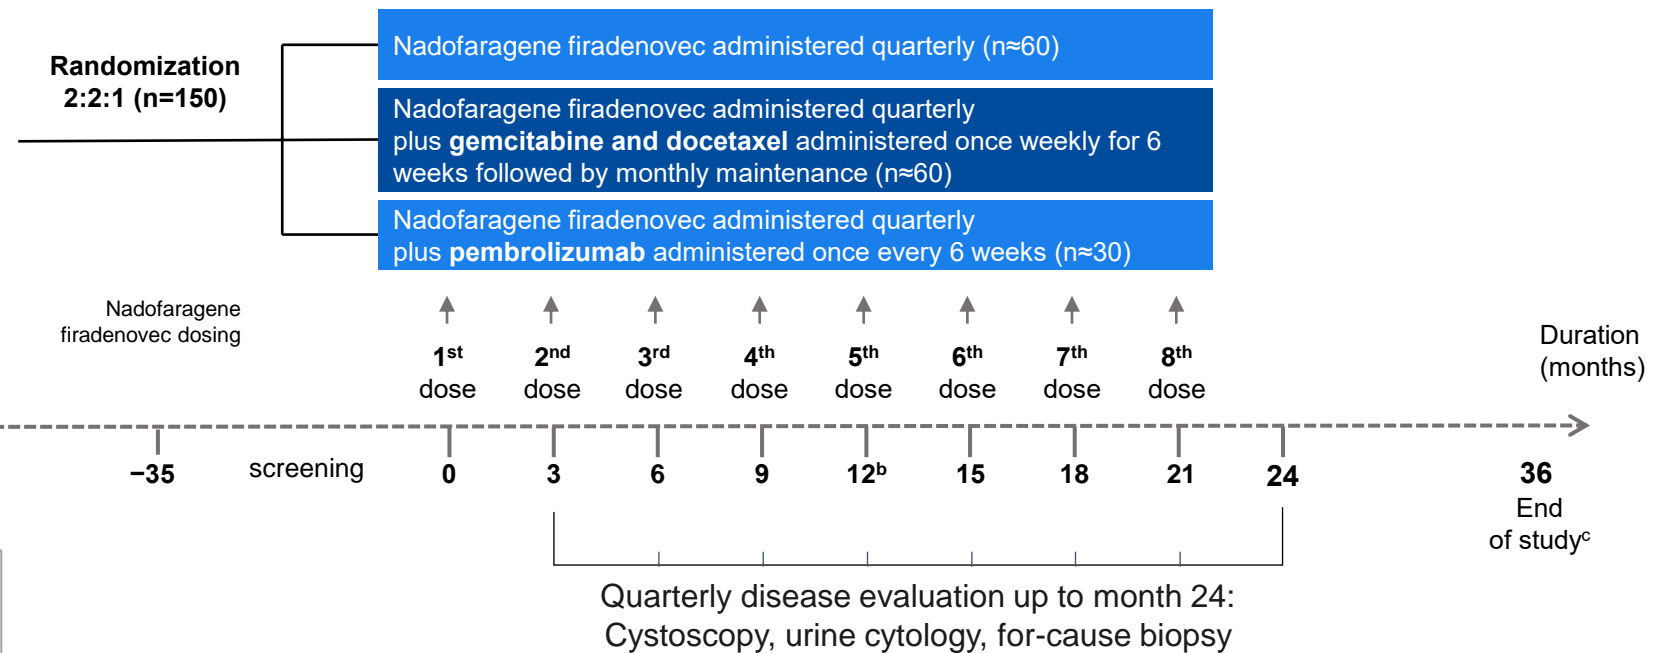 Randomization
2:2:1 (n=150)
Nadofaragene firadenovec administered quarterly (n≈60)
Nadofaragene firadenovec administered quarterly
plus gemcitabine and docetaxel administered once weekly for 6
weeks followed by monthly maintenance (n≈60)
Nadofaragene firadenovec administered quarterly
plus pembrolizumab administered once every 6 weeks (n≈30)
Nadofaragene
firadenovec dosing
1st dose
2nd dose
3rd dose
4th dose
5th dose
6th dose
7th dose
8th dose
Duration
(months)
−35 screening 0 3 6 9 12b 15 18 21 24 36
End
of studyc
Quarterly disease evaluation up to month 24:
Cystoscopy, urine cytology, for-cause biopsy